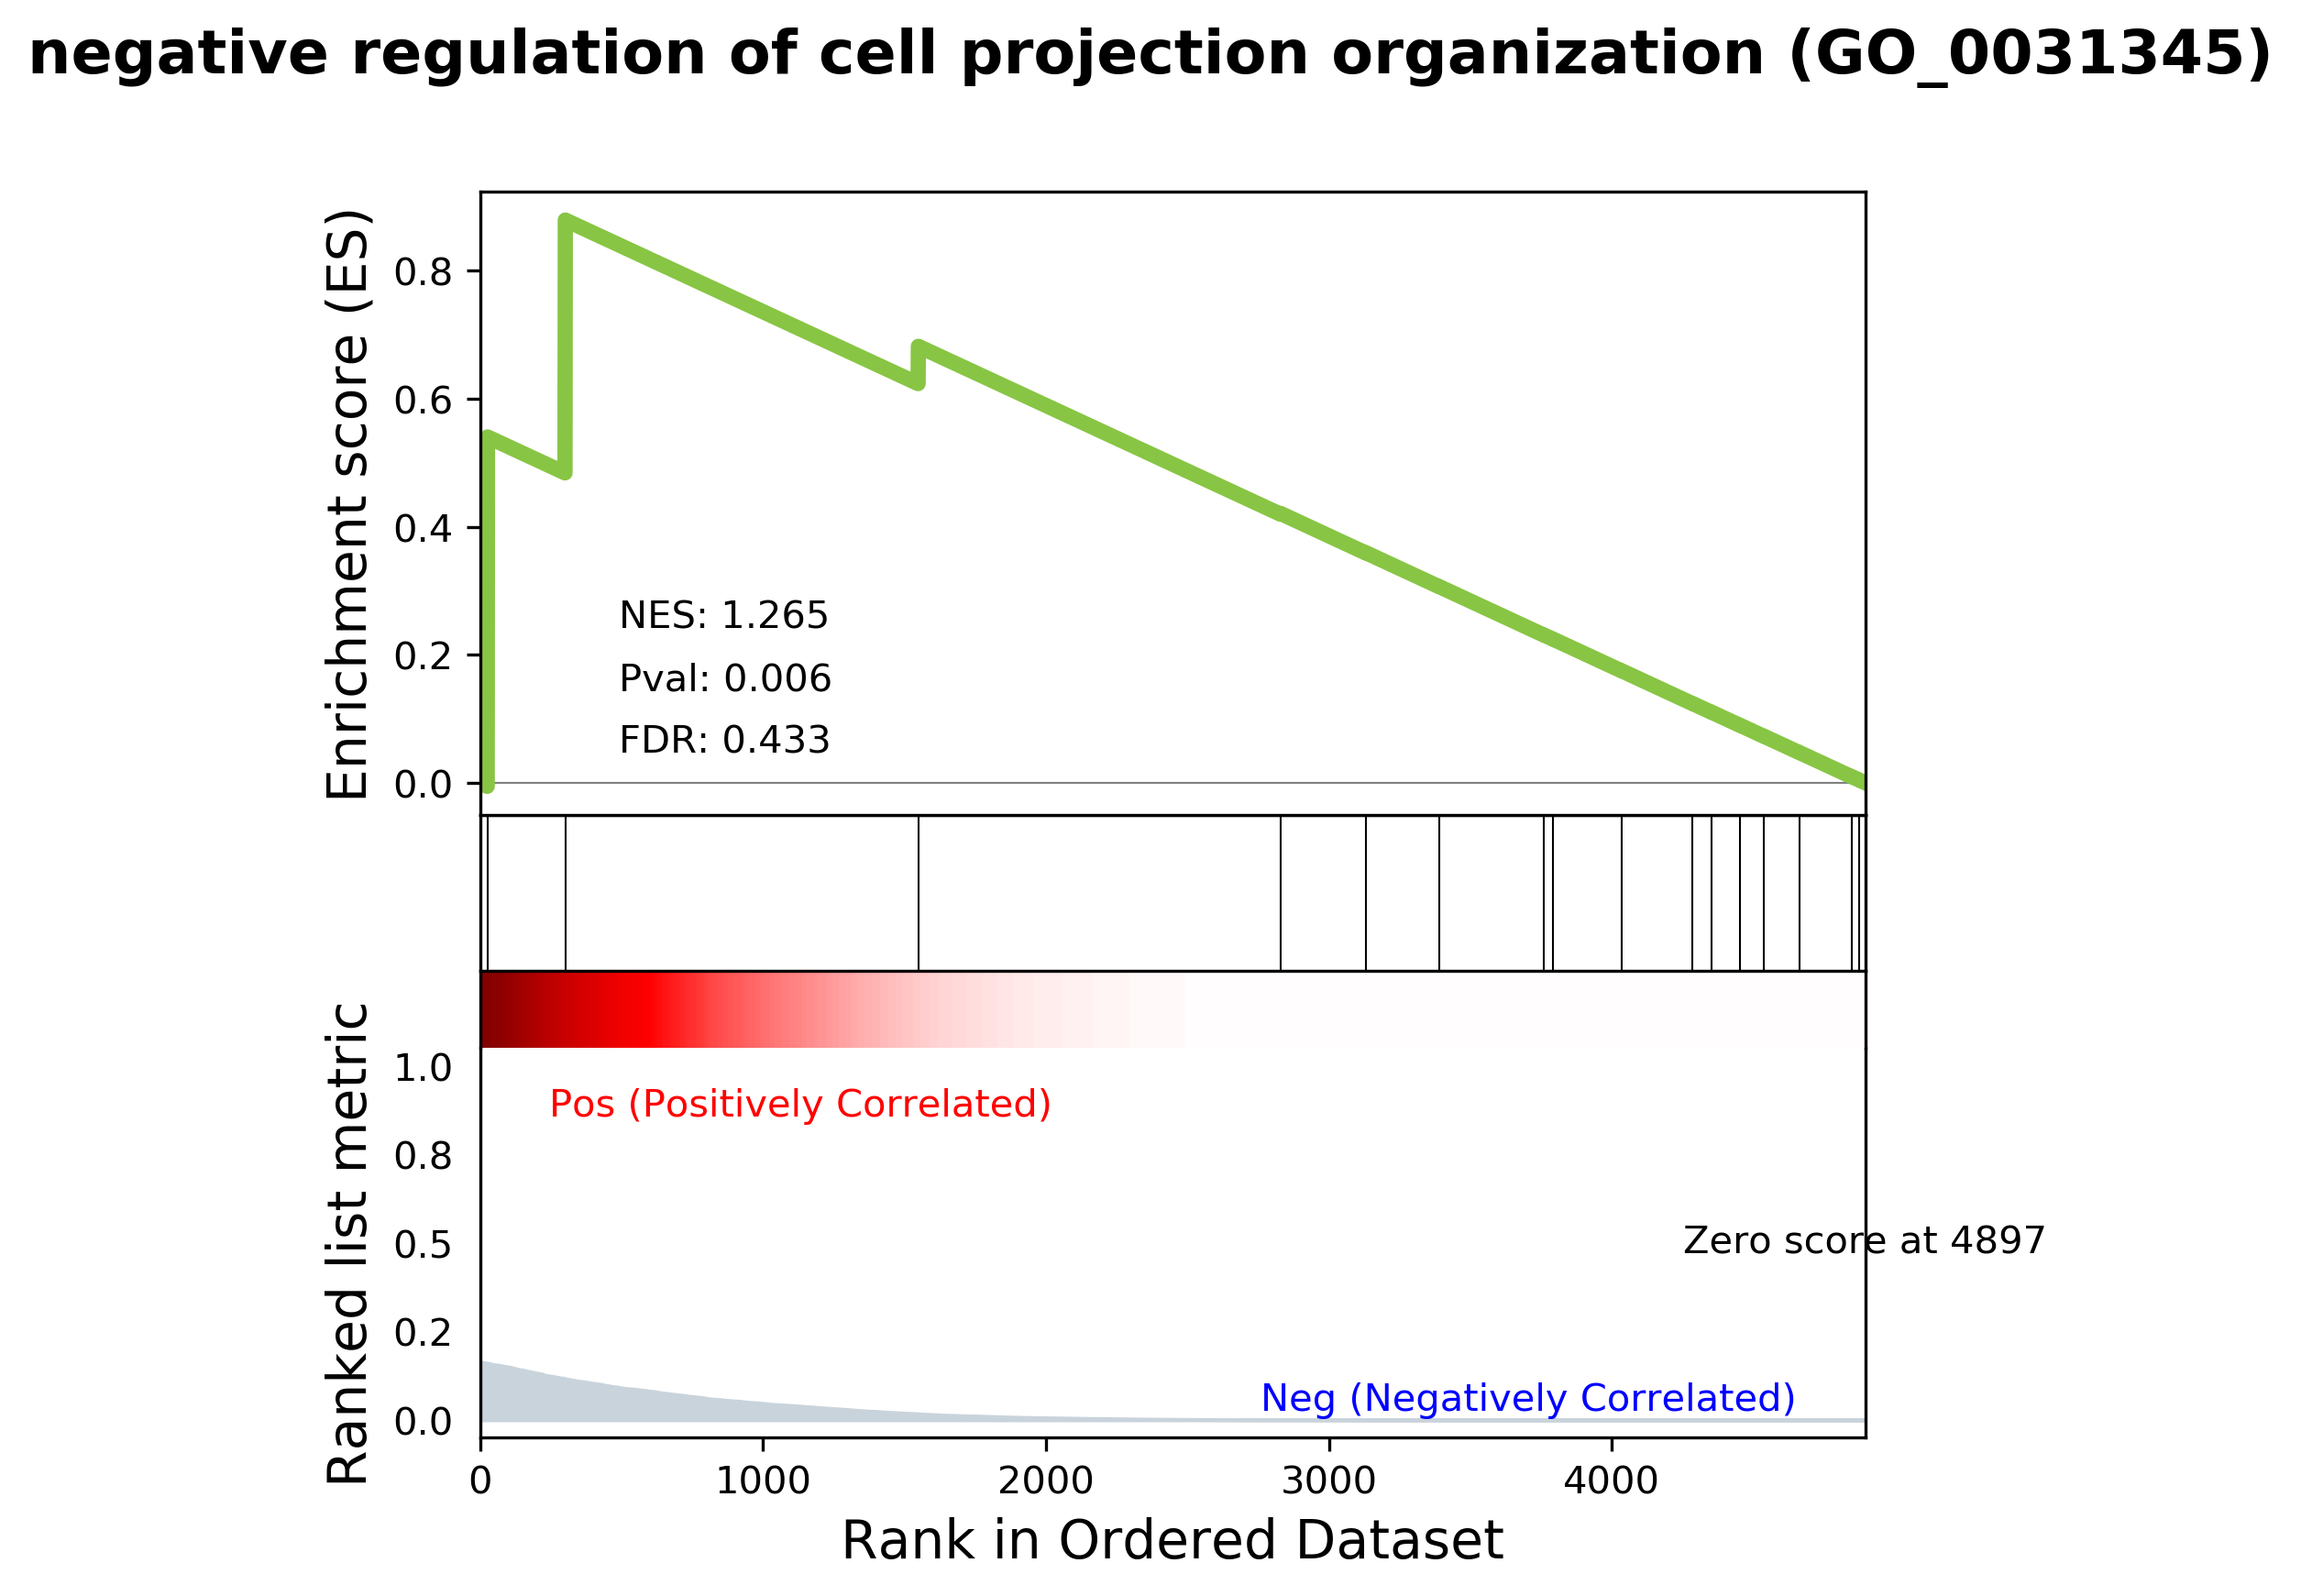 negative regulation of cell projection organization (GO_0031345)
Enrichment score (ES)
0.8
0.6
0.4
0.2
0.0
NES: 1.265
Pval: 0.006
FDR: 0.433
Ranked list metric
1.0
0.8
0.5
0.2
0.0
Pos (Positively Correlated)
Zero score at 4897
Neg (Negatively Correlated)
0 1000 2000 3000 4000
Rank in Ordered Dataset